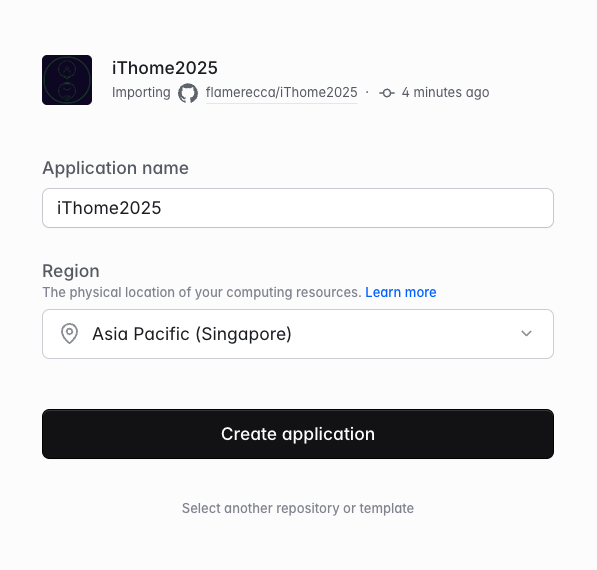 iThome2025
Importing flamerecca/iThome2025 · 4 minutes ago
Application name
iThome2025
Region
The physical location of your computing resources. Learn more
Asia Pacific (Singapore)
Create application
Select another repository or template